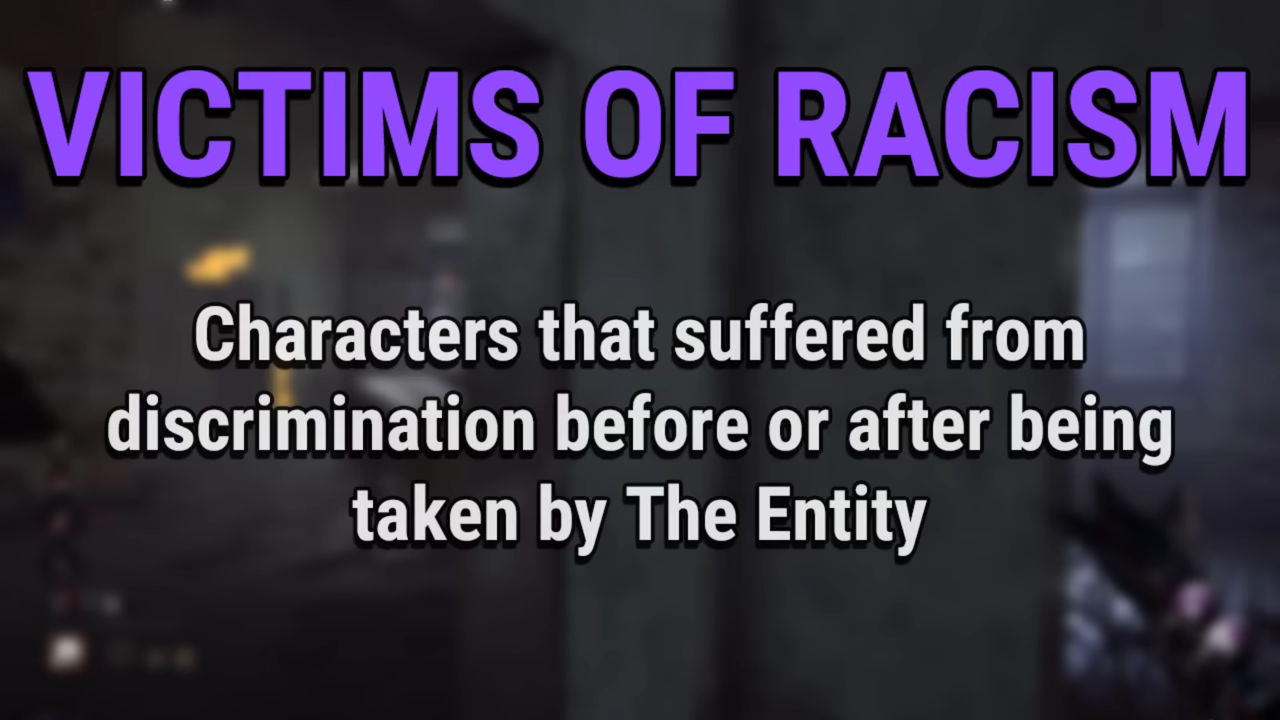 VICTIMS OF RACISM
Characters that suffered from
discrimination before or after being
taken by The Entity